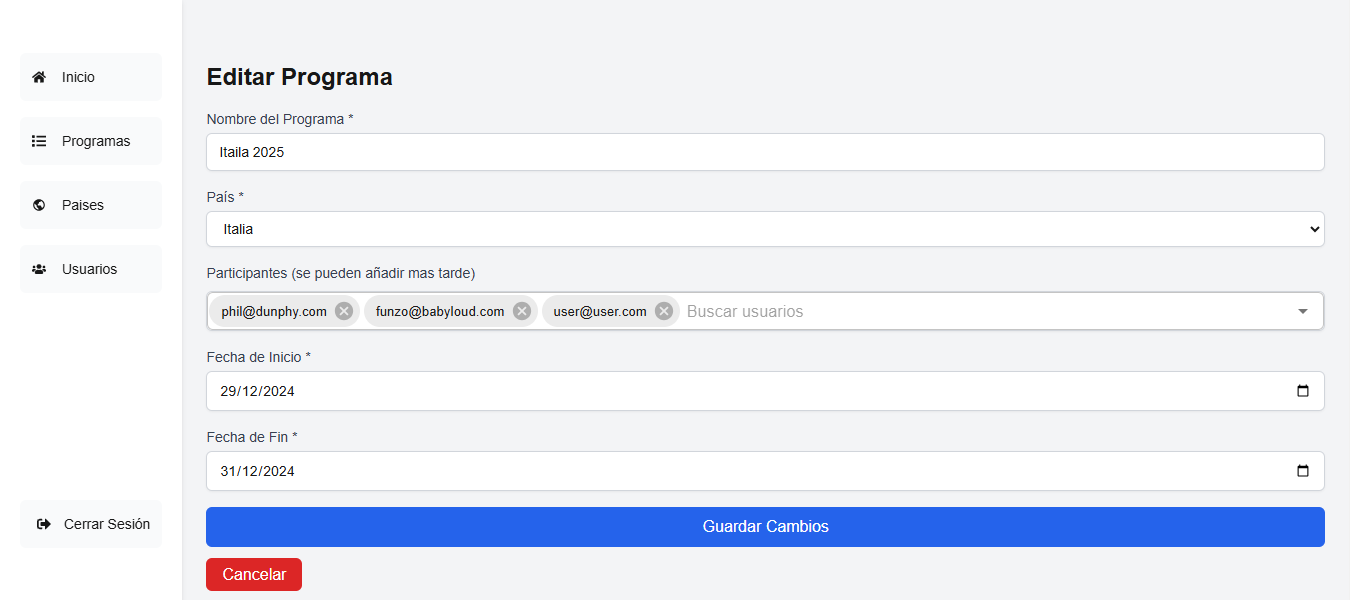 Inicio
Programas
Paises
Usuarios
Cerrar Sesión
Editar Programa
Nombre del Programa *
Itaila 2025
País *
Italia
Participantes (se pueden añadir mas tarde)
phil@dunphy.com funzo@babyloud.com user@user.com Buscar usuarios
Fecha de Inicio *
29/12/2024
Fecha de Fin *
31/12/2024
Guardar Cambios
Cancelar